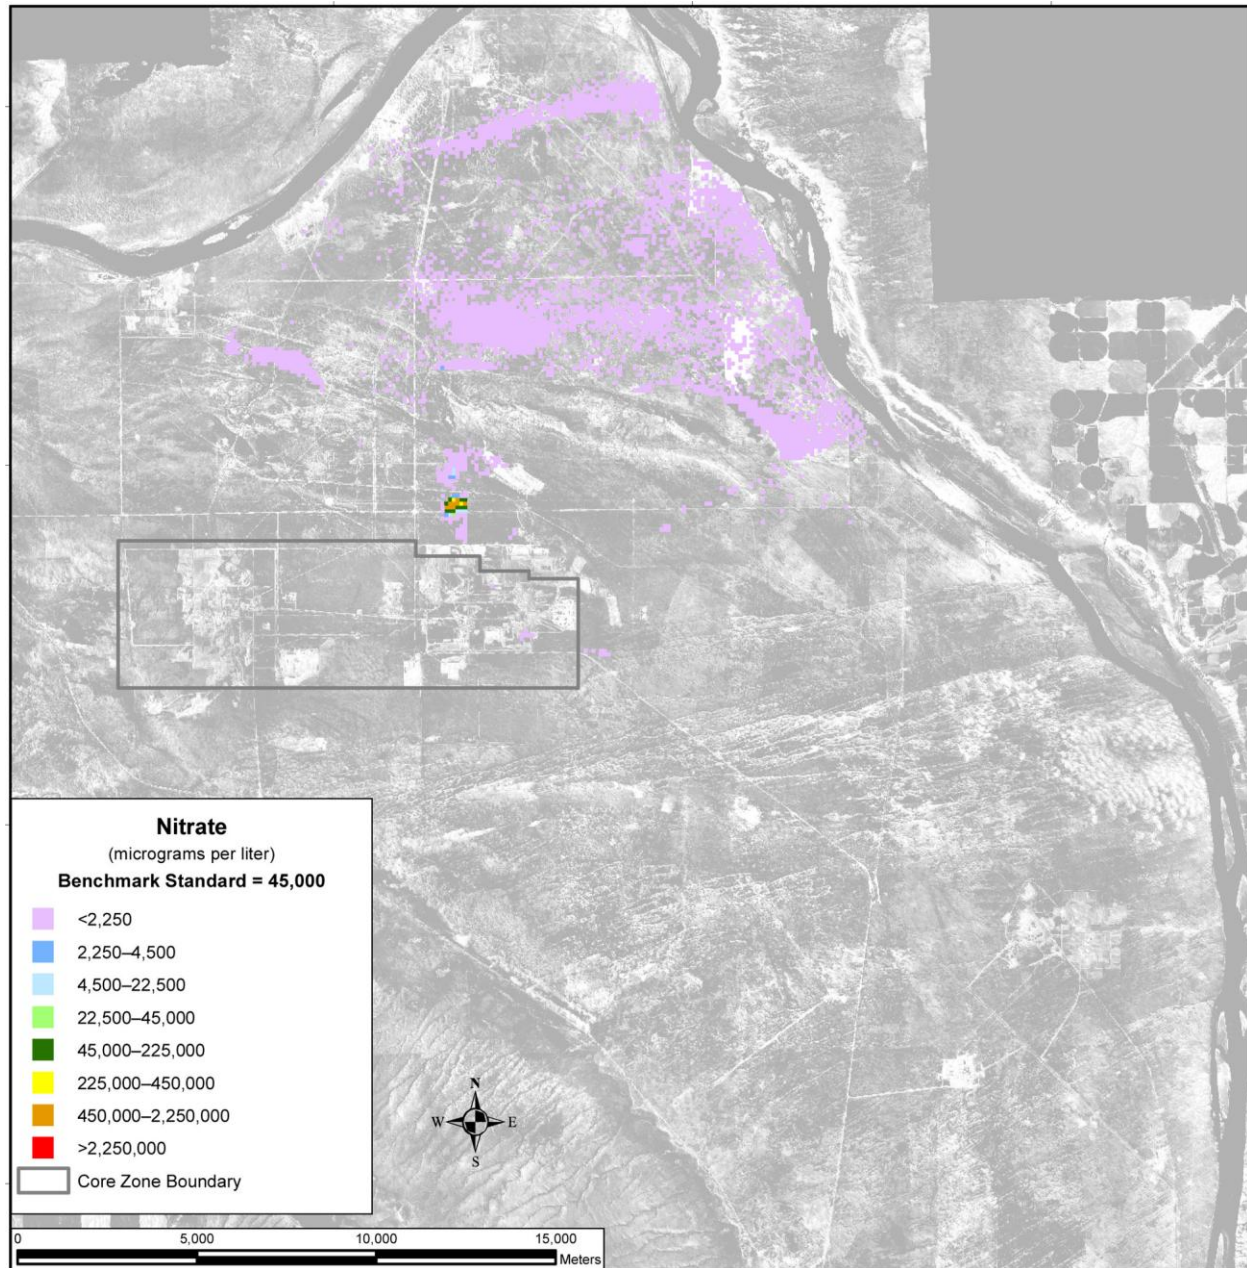 Nitrate
(micrograms per liter)
Benchmark Standard = 45,000
<2,250
2,250–4,500
4,500–22,500
22,500–45,000
45,000–225,000
225,000–450,000
450,000–2,250,000
>2,250,000
Core Zone Boundary
N
W E
S
0 5,000 10,000 15,000
Meters